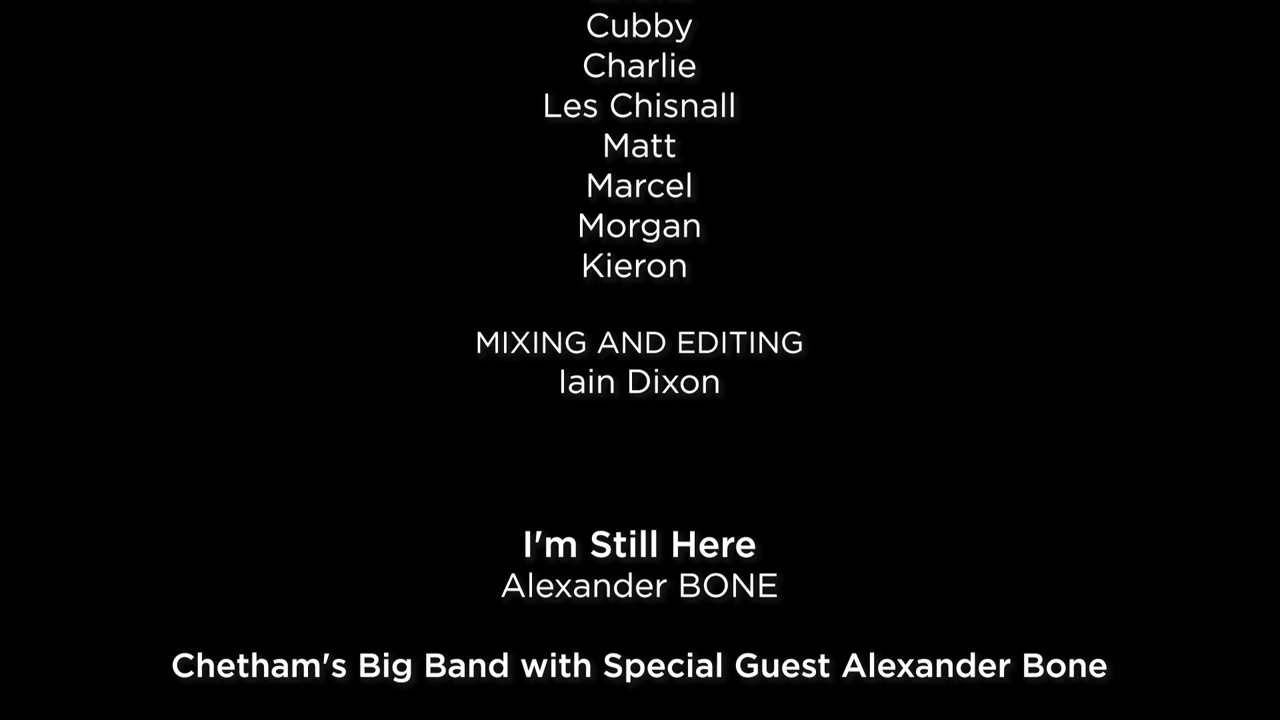 Cubby
Charlie
Les Chisnall
Matt
Marcel
Morgan
Kieron
MIXING AND EDITING
Iain Dixon
I'm Still Here
Alexander BONE
Chetham's Big Band with Special Guest Alexander Bone